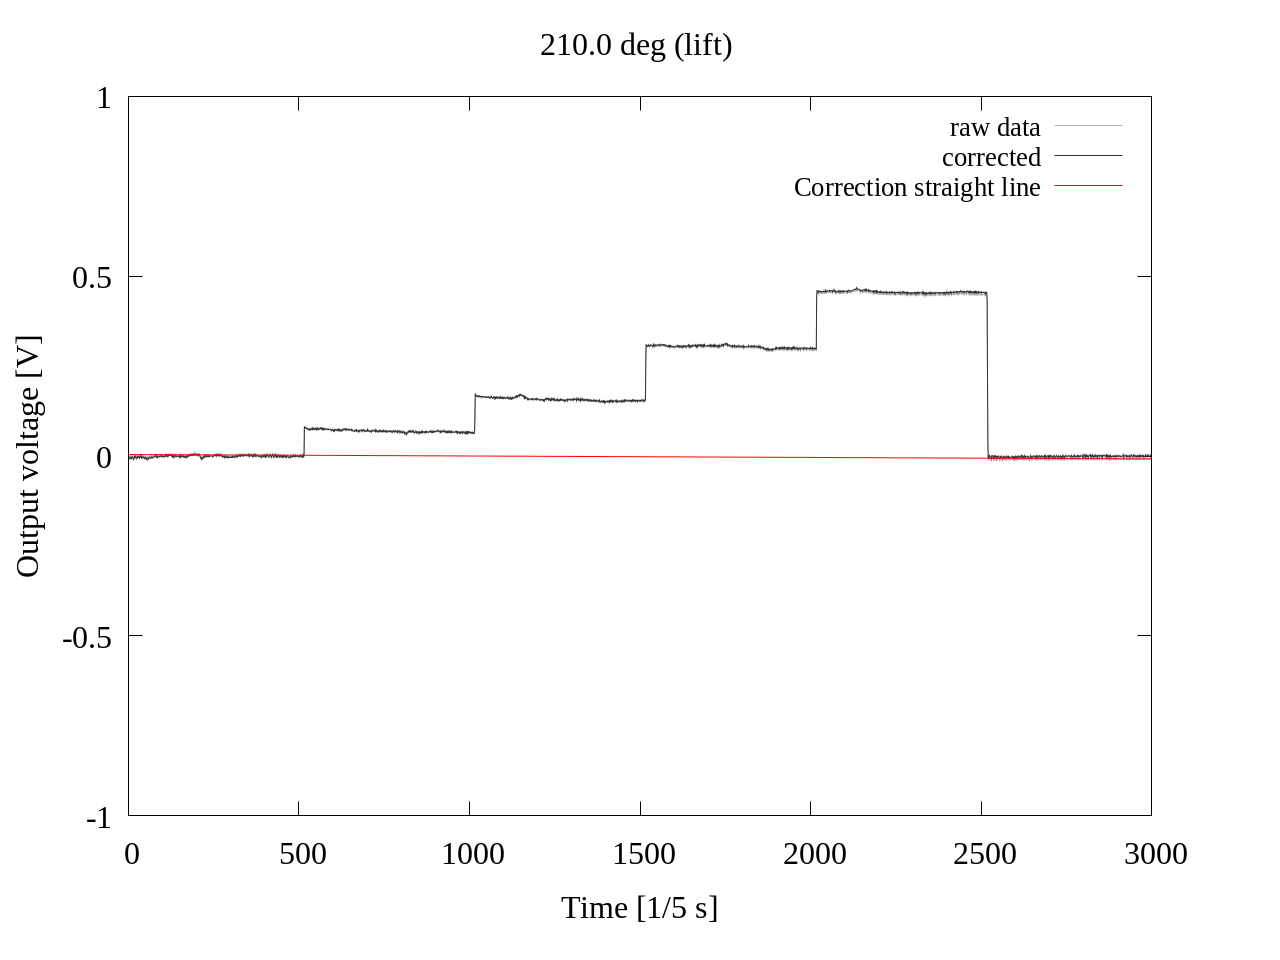 210.0 deg (lift)
raw data
corrected
Correction straight line
1
0.5
0
-0.5
-1
Output voltage [V]
0 500 1000 1500 2000 2500 3000
Time [1/5 s]